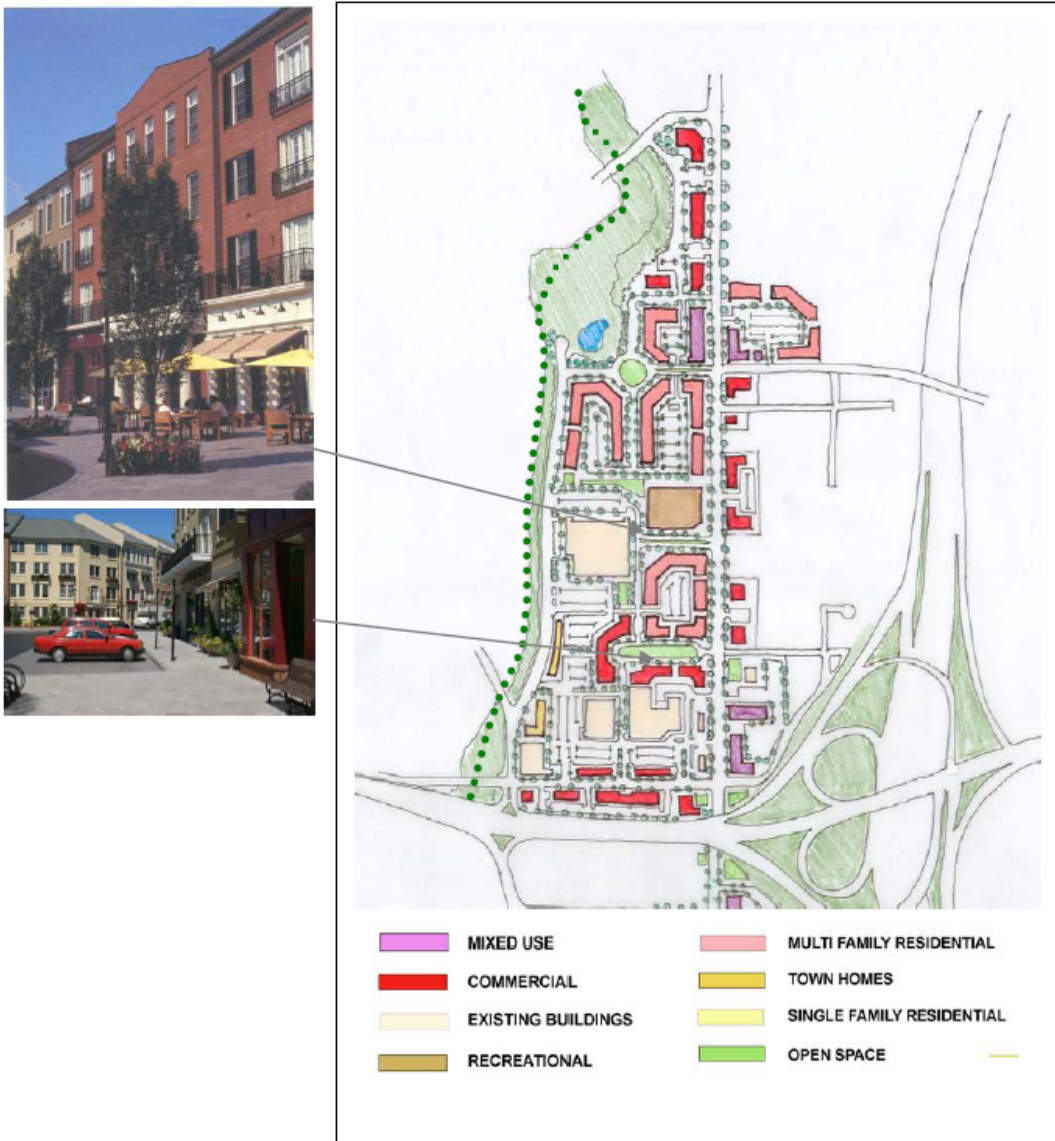 MIXED USE
COMMERCIAL
EXISTING BUILDINGS
RECREATIONAL
MULTI FAMILY RESIDENTIAL
TOWN HOMES
SINGLE FAMILY RESIDENTIAL
OPEN SPACE